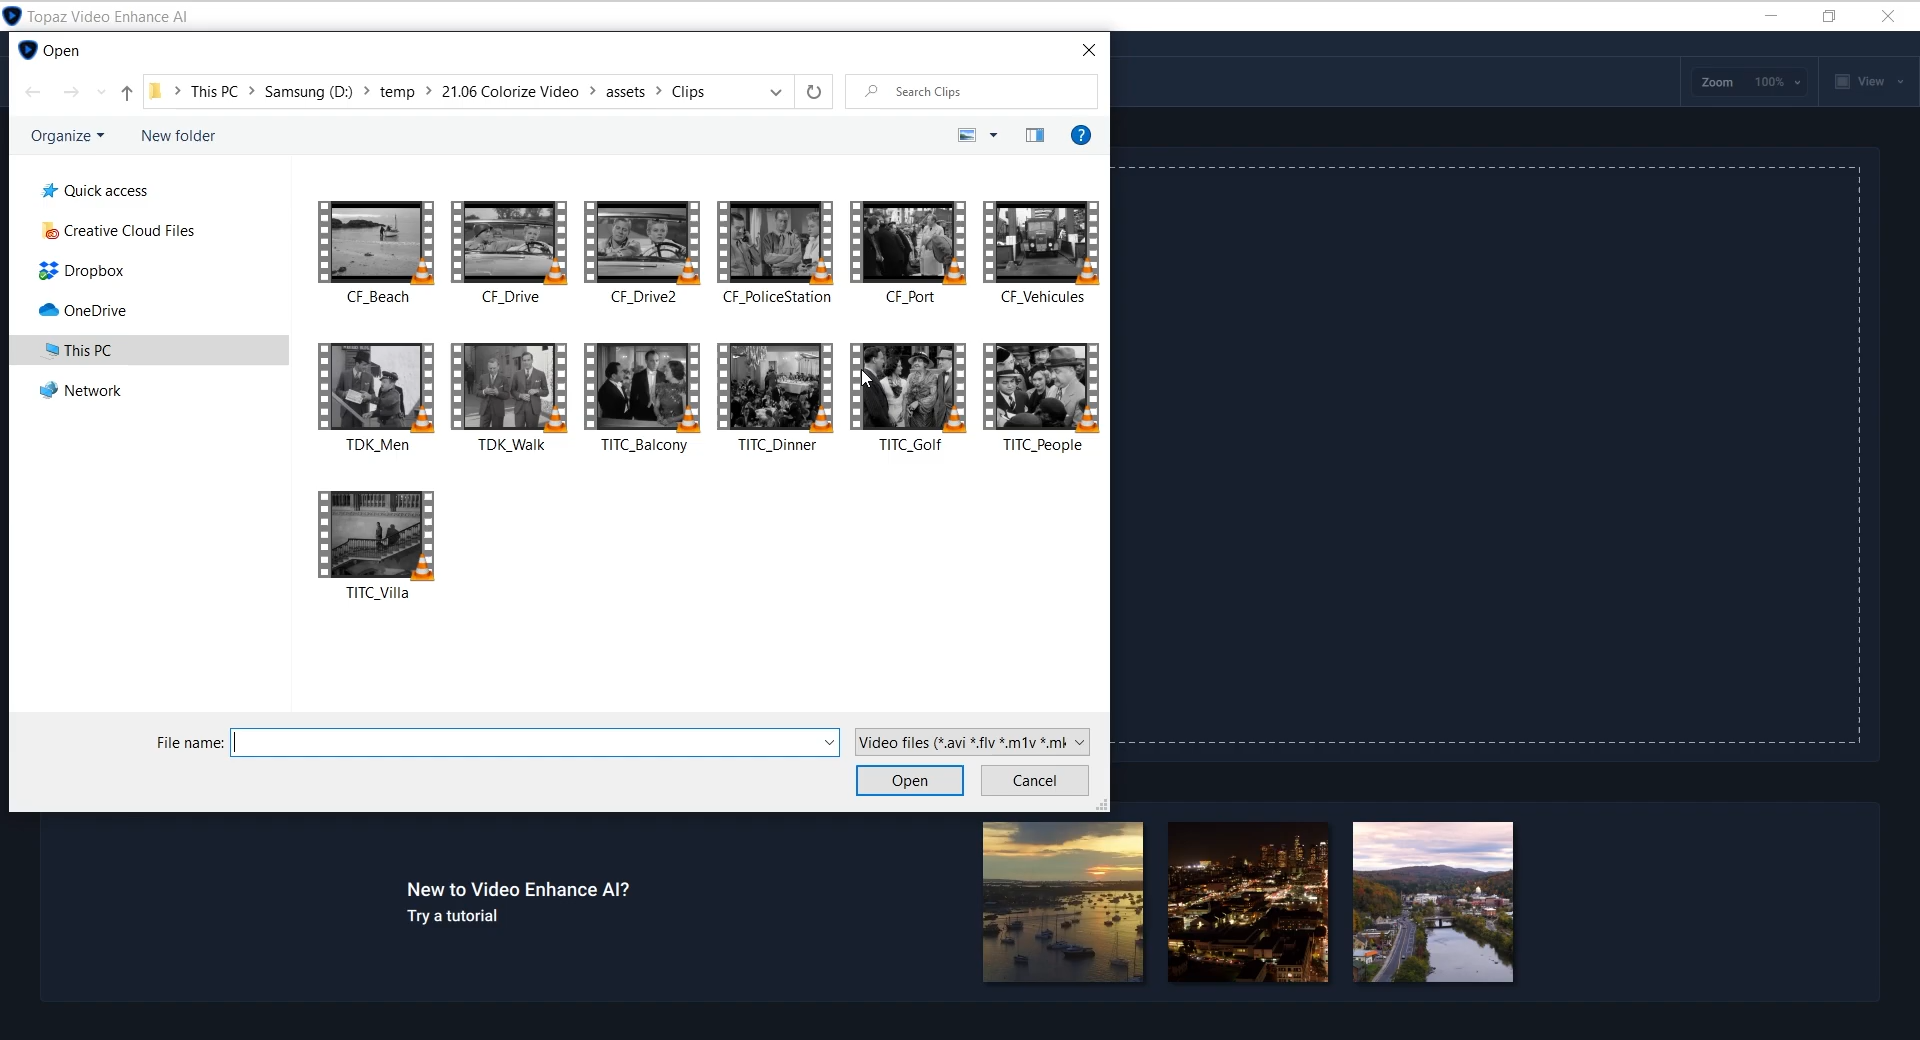 Topaz Video Enhance AI
Open
This PC > Samsung (D:) > temp > 21.06 Colorize Video > assets > Clips
Search Clips
Zoom 100% View
Organize New folder
Quick access
Creative Cloud Files
Dropbox
OneDrive
This PC
Network
CF_Beach CF_Drive CF_Drive2 CF_PoliceStation CF_Port CF_Vehicules
TDK_Men TDK_Walk TITC_Balcony TITC_Dinner TITC_Golf TITC_People
TITC_Villa
File name: Video files (*.avi *.flv *.m1v *.mk
Open Cancel
New to Video Enhance AI?
Try a tutorial